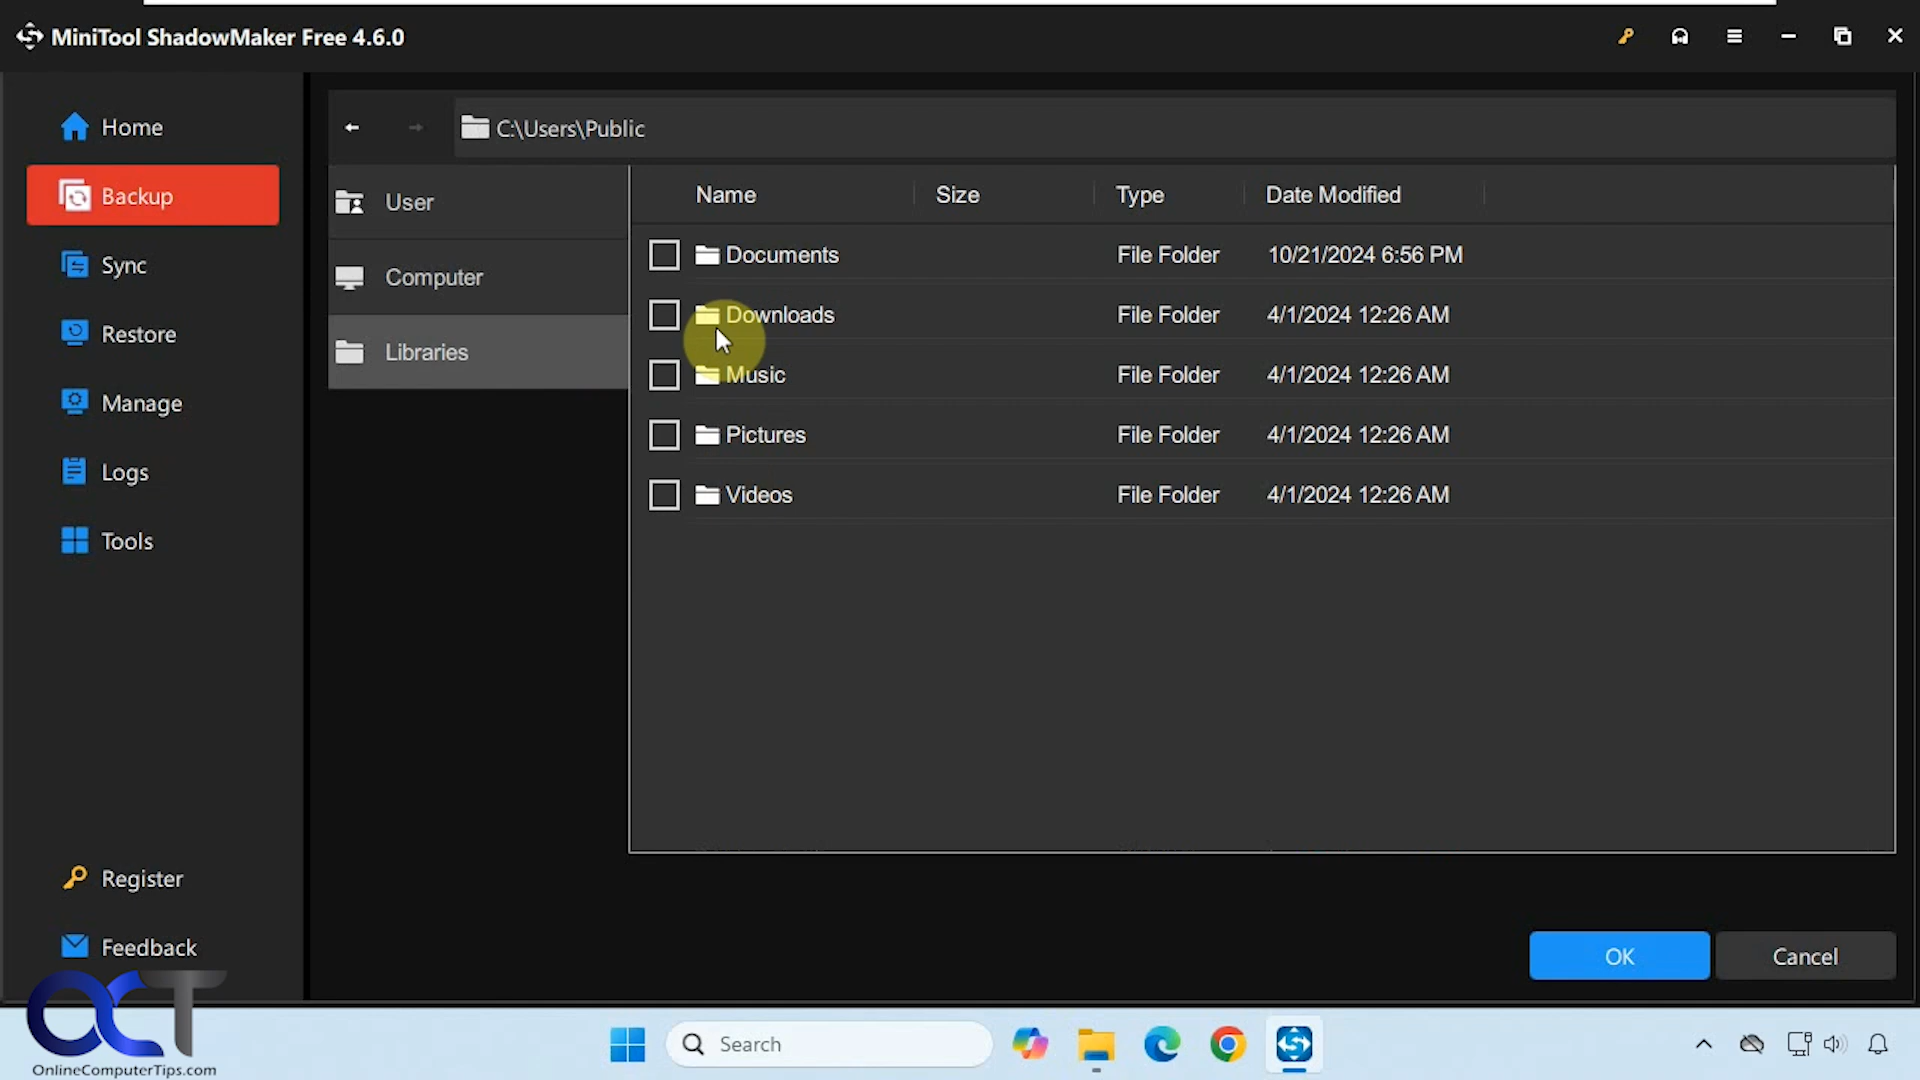 MiniTool ShadowMaker Free 4.6.0
Home
Backup
Sync
Restore
Manage
Logs
Tools
Register
Feedback
C:\Users\Public
User
Computer
Libraries
Name Size Type Date Modified
Documents File Folder 10/21/2024 6:56 PM
Downloads File Folder 4/1/2024 12:26 AM
Music File Folder 4/1/2024 12:26 AM
Pictures File Folder 4/1/2024 12:26 AM
Videos File Folder 4/1/2024 12:26 AM
OK Cancel
OCT
OnlineComputerTips.com
Search